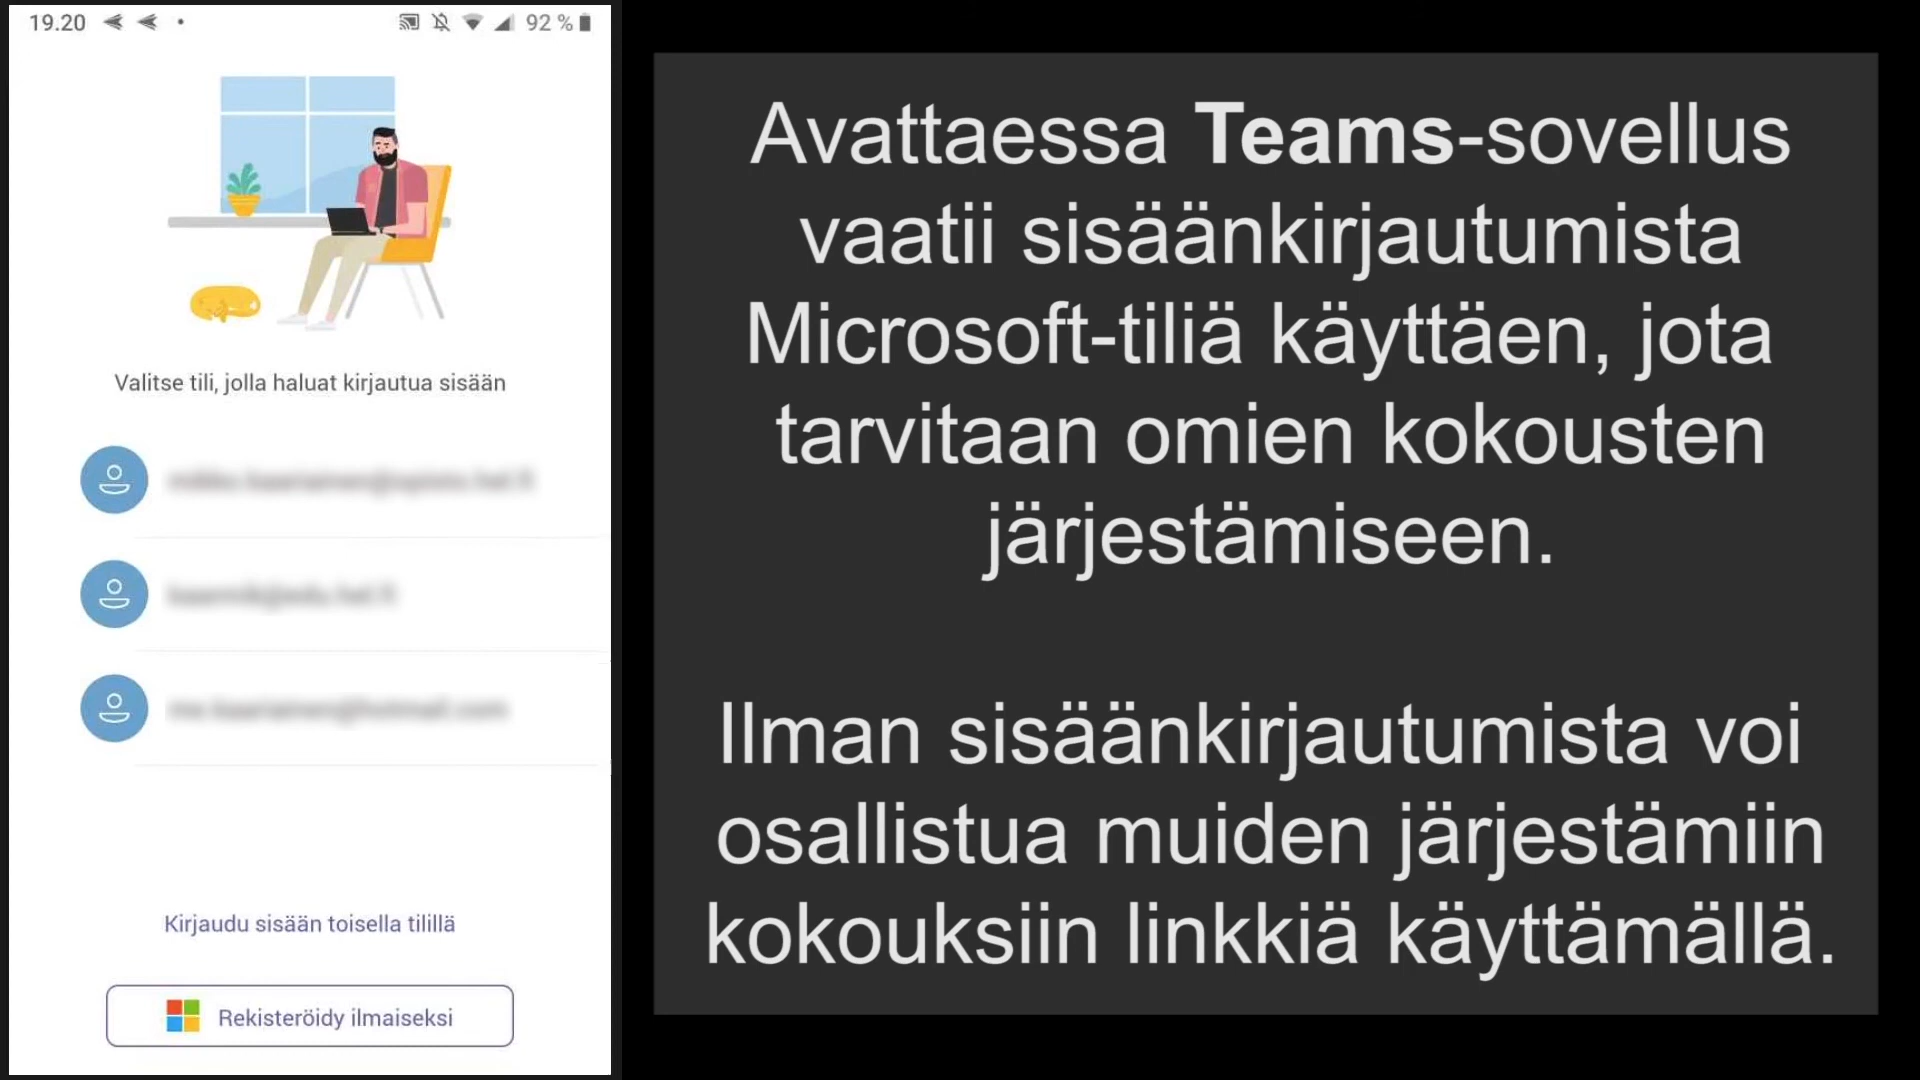 19.20
92 %
Valitse tili, jolla haluat kirjautua sisään
Kirjaudu sisään toisella tilillä
Rekisteröidy ilmaiseksi
Avattaessa Teams-sovellus
vaatii sisäänkirjautumista
Microsoft-tiliä käyttäen, jota
tarvitaan omien kokousten
järjestämiseen.
Ilman sisäänkirjautumista voi
osallistua muiden järjestämiin
kokouksiin linkkiä käyttämällä.